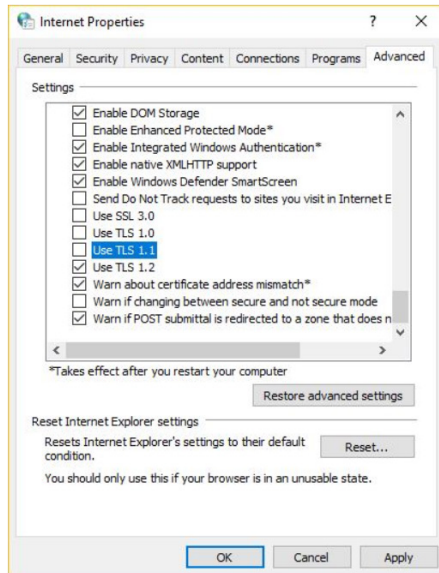 Internet Properties ? X
General Security Privacy Content Connections Programs Advanced
Settings
Enable DOM Storage
Enable Enhanced Protected Mode*
Enable Integrated Windows Authentication*
Enable native XMLHTTP support
Enable Windows Defender SmartScreen
Send Do Not Track requests to sites you visit in Internet E
Use SSL 3.0
Use TLS 1.0
Use TLS 1.1
Use TLS 1.2
Warn about certificate address mismatch*
Warn if changing between secure and not secure mode
Warn if POST submittal is redirected to a zone that does n
*Takes effect after you restart your computer
Restore advanced settings
Reset Internet Explorer settings
Resets Internet Explorer's settings to their default
condition.
Reset...
You should only use this if your browser is in an unusable state.
OK Cancel Apply